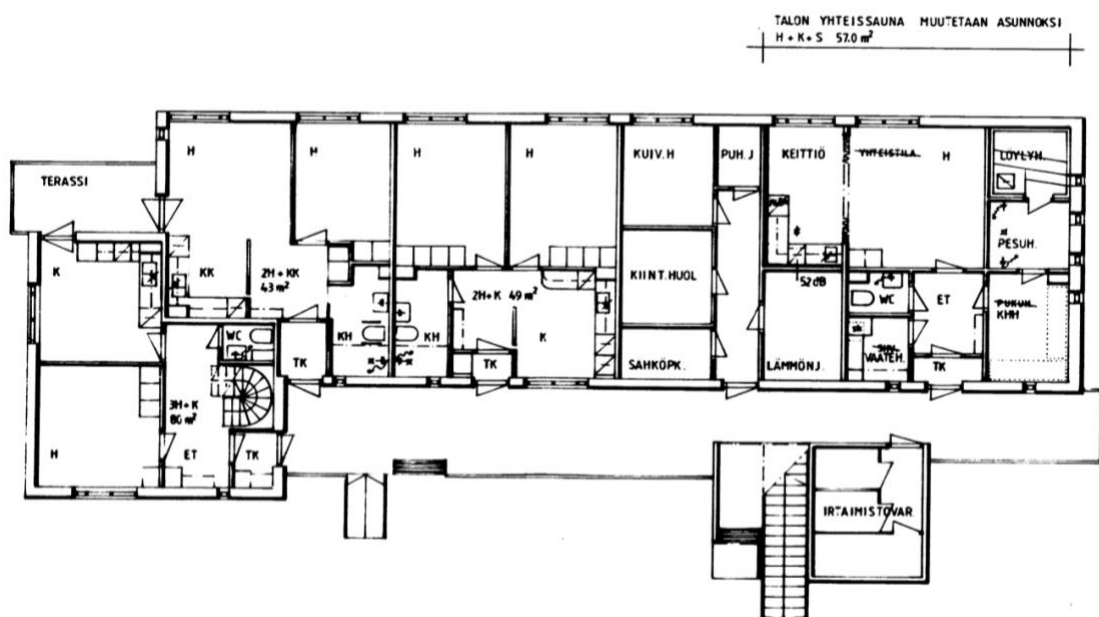 TALON YHTEISSAUNA MUUTETAAN ASUNNOKSI
H + K + S 57.0 m²
H
H
H
H
KUIV. H
PUH. J
KEITTIÖ
YHTEISTILA
H
LÖYLYH.
TERASSI
PESUH.
K
KK
2H + KK
43 m²
KIINT. HUOL
2H + K 49 m²
52 dB
WC
ET
PUKUH.
KHH
WC
KH
KH
K
TK
TK
SÄHKÖPK.
LÄMMÖNJ.
VAATEH.
TK
3H + K
80 m²
H
ET
TK
IRTAIMISTOVAR.